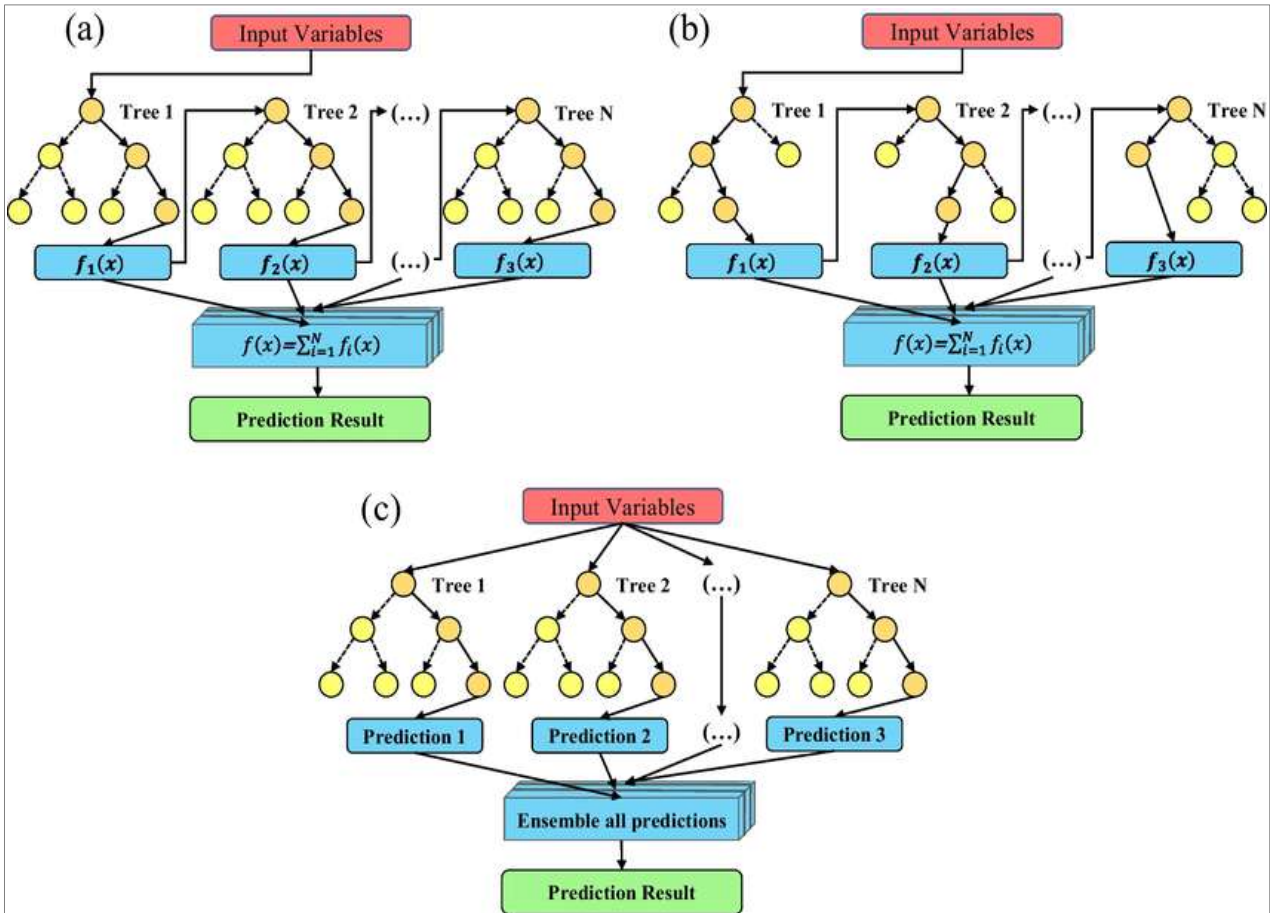 (a)
Input Variables
Tree 1
Tree 2
(...)
Tree N
f₁(x)
f₂(x)
(...)
f₃(x)
f(x)=∑ᵢ₌₁ᴺ fᵢ(x)
Prediction Result
(b)
Input Variables
Tree 1
Tree 2
(...)
Tree N
f₁(x)
f₂(x)
(...)
f₃(x)
f(x)=∑ᵢ₌₁ᴺ fᵢ(x)
Prediction Result
(c)
Input Variables
Tree 1
Tree 2
(...)
Tree N
Prediction 1
Prediction 2
(...)
Prediction 3
Ensemble all predictions
Prediction Result